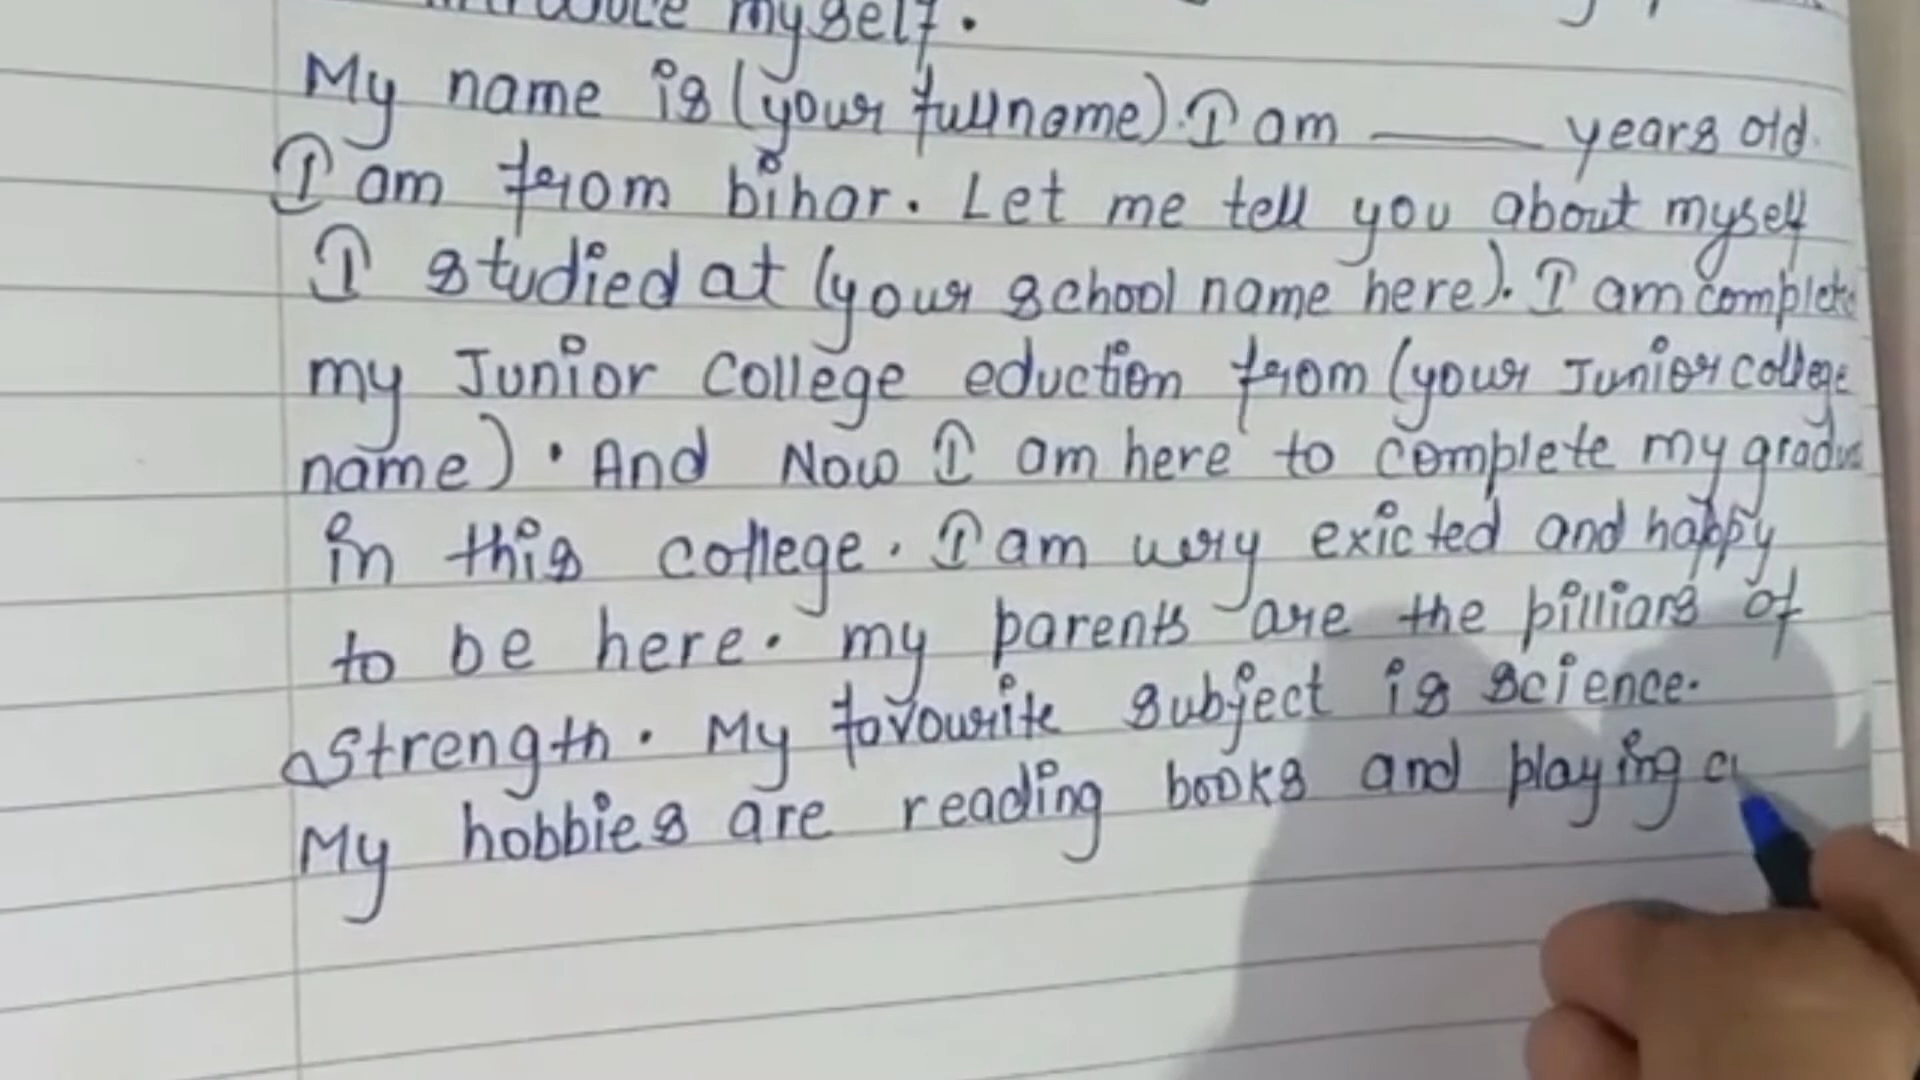 myself.
My name is (your fullname). I am ____ years old.
I am from bihar. Let me tell you about myself
I studied at (your school name here). I am complete
my Junior College eduction from (your Junior college
name). And Now I am here to complete my gradua
in this college. I am very exicted and happy
to be here. my parents are the pilliars of
strength. My favourite subject is science.
My hobbies are reading books and playing